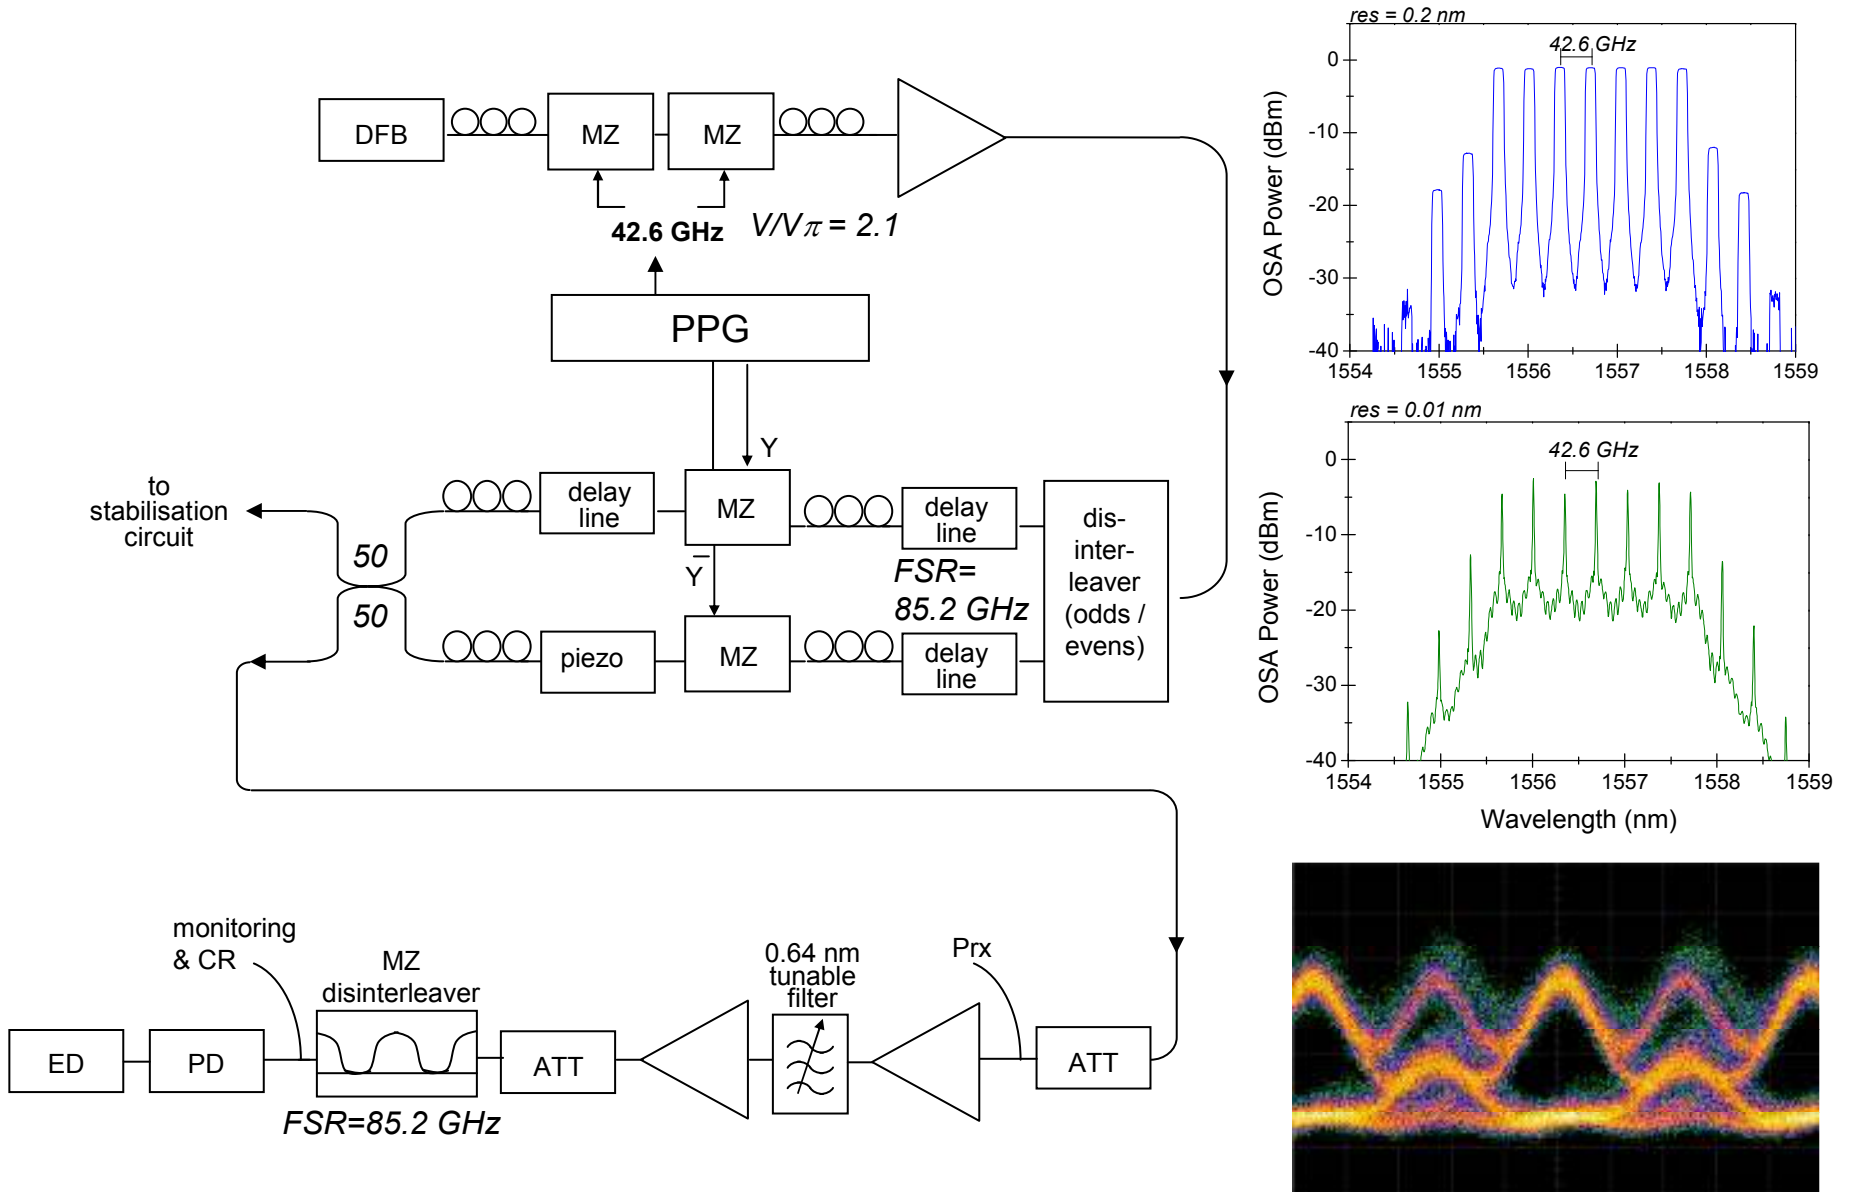 DFB
MZ
MZ
42.6 GHz
V/Vπ = 2.1
PPG
Y
to
stabilisation
circuit
50
50
delay
line
MZ
delay
line
Y̅
FSR=
85.2 GHz
dis-
inter-
leaver
(odds /
evens)
piezo
MZ
delay
line
monitoring
& CR
MZ
disinterleaver
0.64 nm
tunable
filter
Prx
ED
PD
ATT
ATT
FSR=85.2 GHz
res = 0.2 nm
42.6 GHz
OSA Power (dBm)
0
-10
-20
-30
-40
1554
1555
1556
1557
1558
1559
res = 0.01 nm
42.6 GHz
OSA Power (dBm)
0
-10
-20
-30
-40
1554
1555
1556
1557
1558
1559
Wavelength (nm)